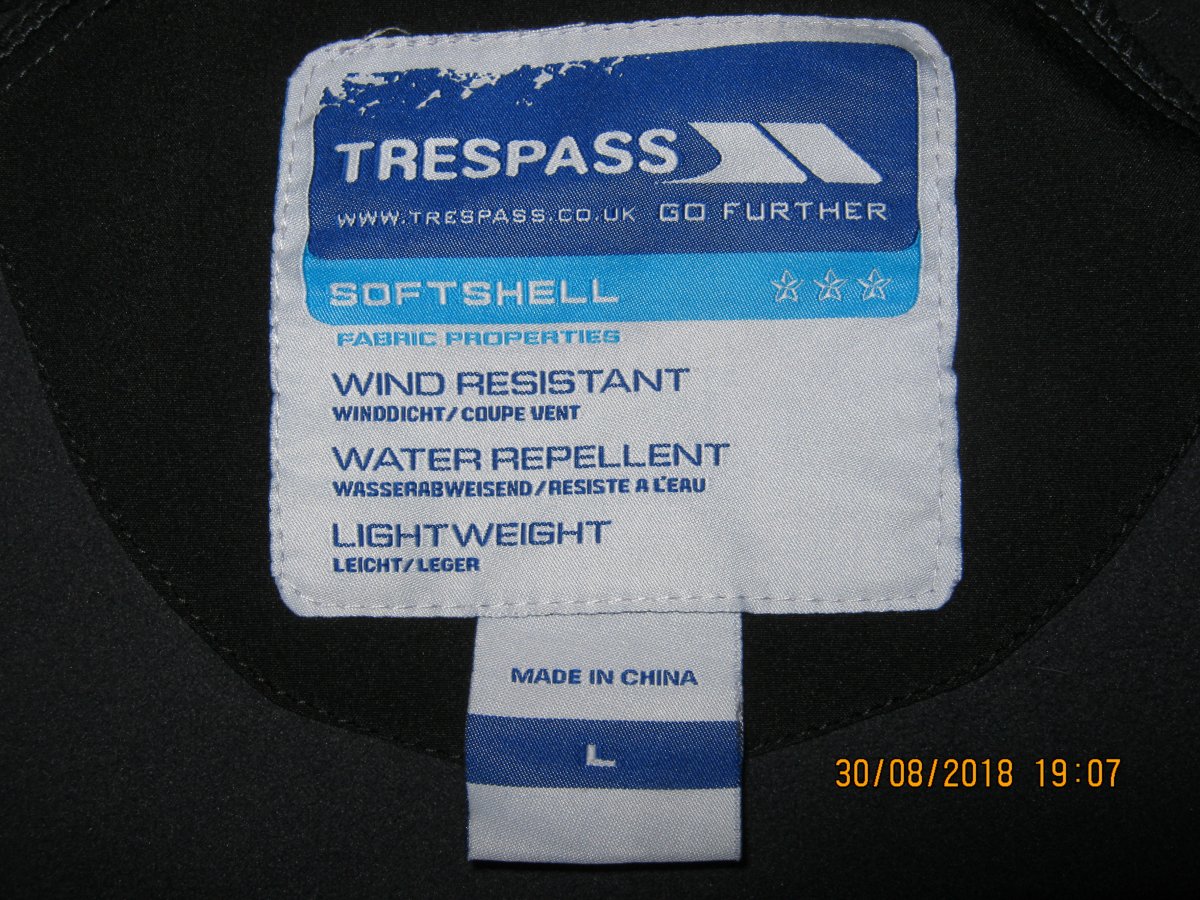 TRESPASS
WWW.TRESPASS.CO.UK GO FURTHER
SOFTSHELL
FABRIC PROPERTIES
WIND RESISTANT
WINDDICHT/COUPE VENT
WATER REPELLENT
WASSERABWEISEND/RESISTE A L'EAU
LIGHTWEIGHT
LEICHT/LEGER
MADE IN CHINA
L
30/08/2018 19:07